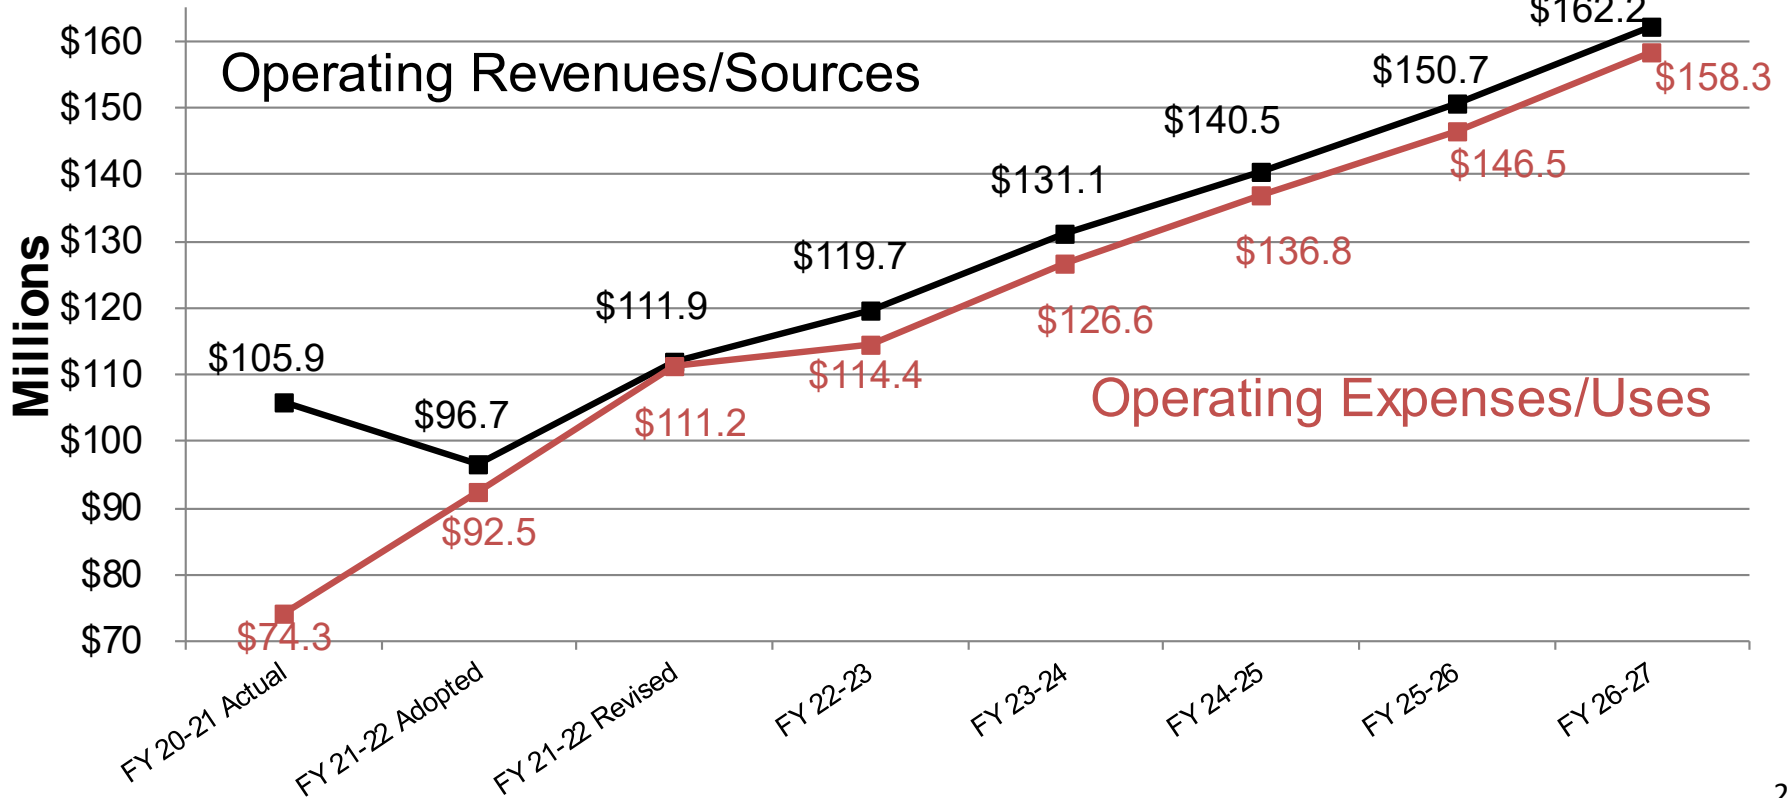 $162.2
$160
Operating Revenues/Sources
$150.7
$158.3
$150
$140.5
$146.5
$140
$131.1
$136.8
$130
$119.7
$126.6
$120
$111.9
$114.4
$105.9
$110
Operating Expenses/Uses
$96.7
$111.2
$100
$92.5
$90
$80
$74.3
$70
Millions
FY 20-21 Actual
FY 21-22 Adopted
FY 21-22 Revised
FY 22-23
FY 23-24
FY 24-25
FY 25-26
FY 26-27
2